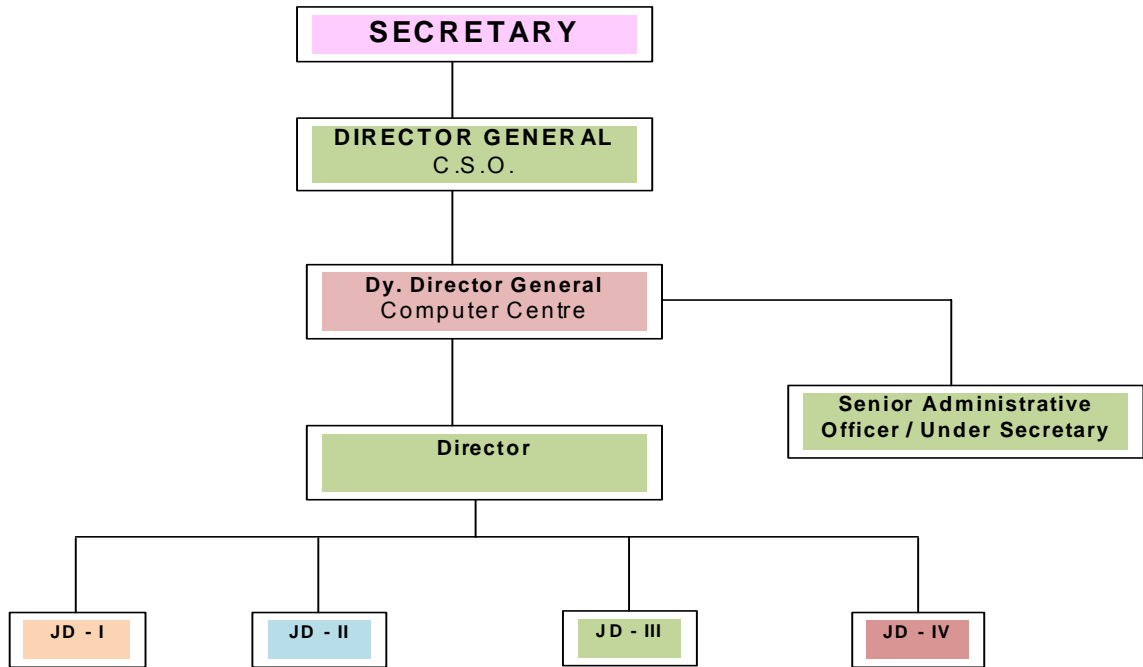 SECRETARY
DIRECTOR GENERAL
C.S.O.
Dy. Director General
Computer Centre
Senior Administrative
Officer / Under Secretary
Director
JD - I
JD - II
JD - III
JD - IV